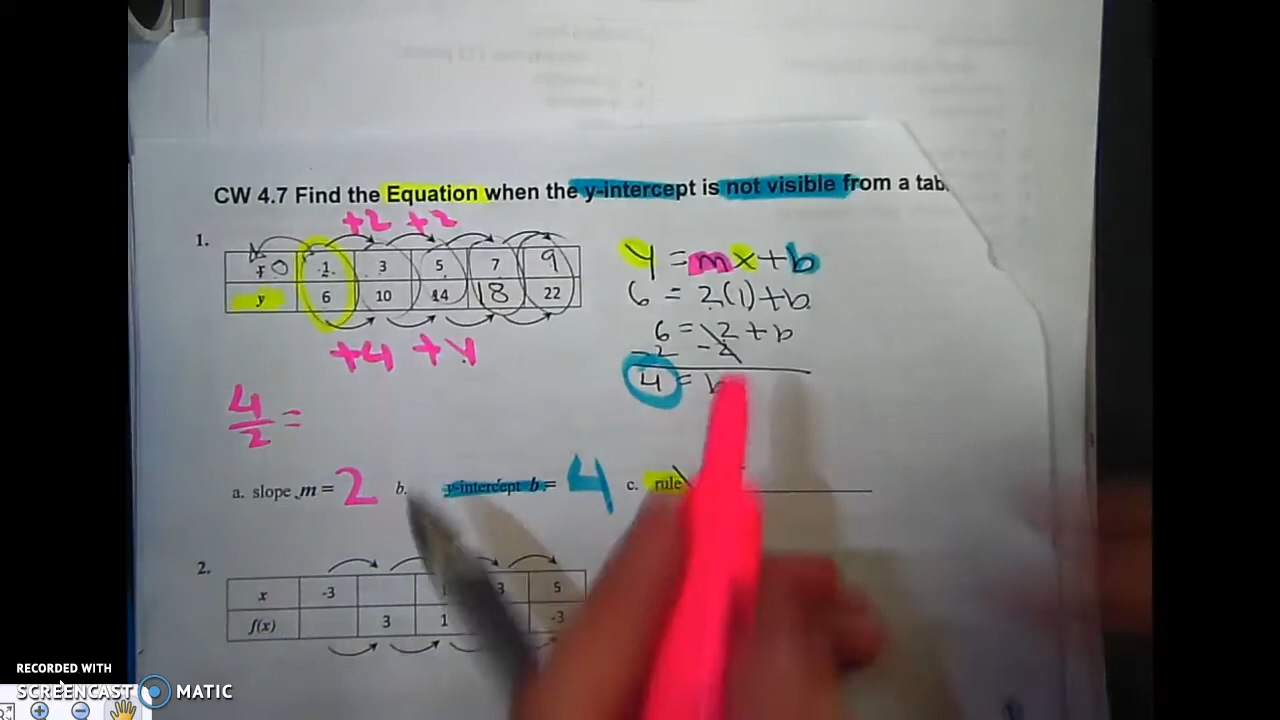 CW 4.7 Find the Equation when the y-intercept is not visible from a tab
+2 +2
1.
0 1 3 5 7 9
y 6 10 14 18 22
+4 +4
y = mx + b
6 = 2(1) + b
6 = 2 + b
-2 -2
4 = b
4/2 =
a. slope m = 2 b. y-intercept b = 4 c. rule
2.
x -3 3 5
f(x) 3 1 -3
RECORDED WITH
SCREENCAST MATIC